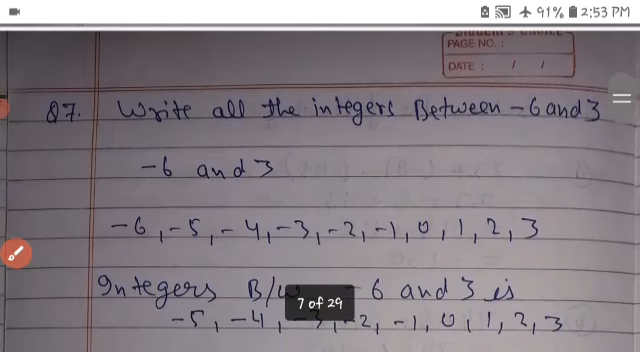 91% 2:53 PM
PAGE NO. :
DATE : / /
Q7. Write all the integers Between -6 and 3
-6 and 3
-6, -5, -4, -3, -2, -1, 0, 1, 2, 3
Integers B/w -6 and 3 is
7 of 29
-5, -4, -3, -2, -1, 0, 1, 2, 3